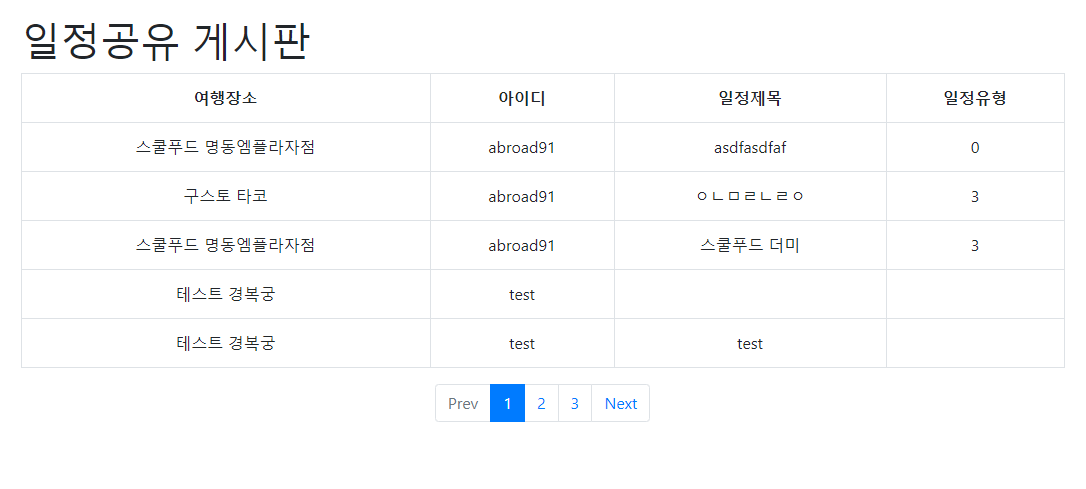 일정공유 게시판
여행장소 아이디 일정제목 일정유형
스쿨푸드 명동엠플라자점 abroad91 asdfasdfaf 0
구스토 타코 abroad91 ㅇㄴㅁㄹㄴㄹㅇ 3
스쿨푸드 명동엠플라자점 abroad91 스쿨푸드 더미 3
테스트 경복궁 test
테스트 경복궁 test test
Prev 1 2 3 Next